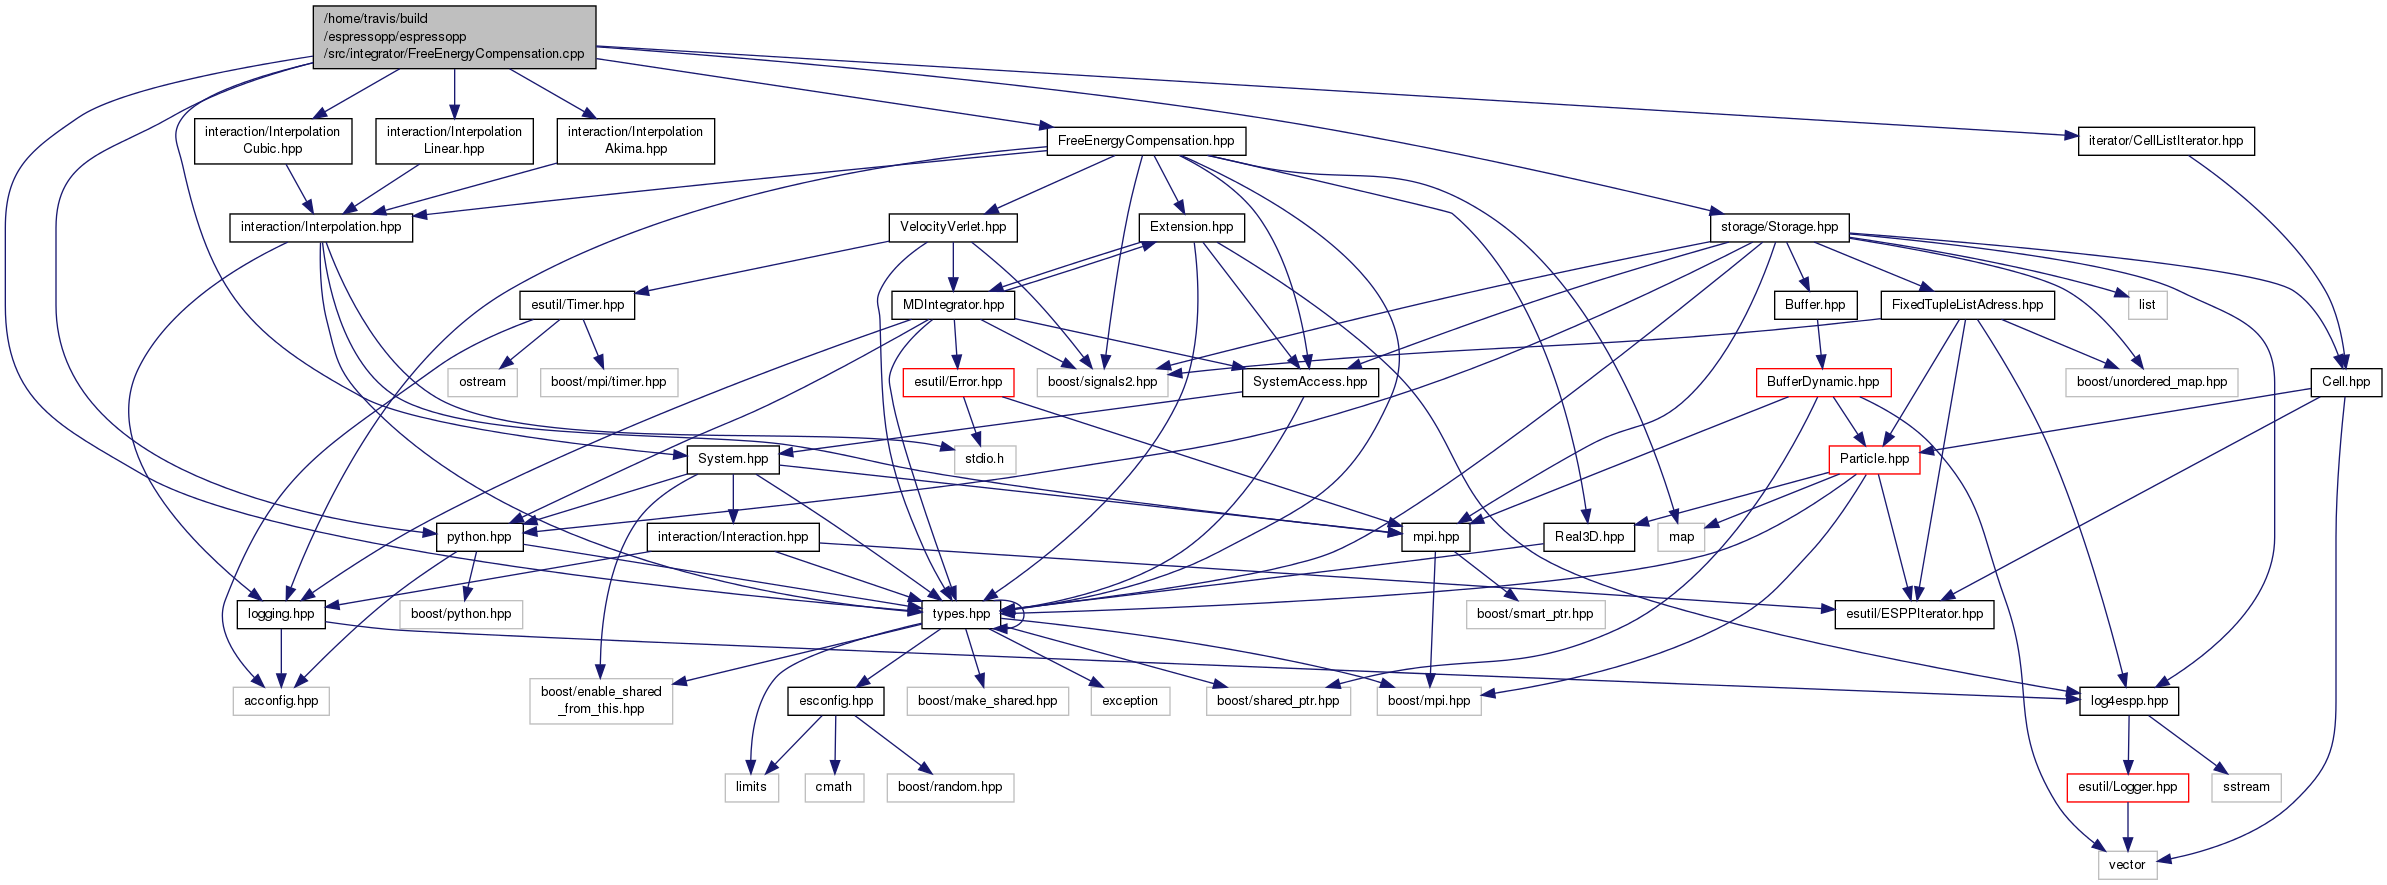 /home/travis/build
/espressopp/espressopp
/src/integrator/FreeEnergyCompensation.cpp
interaction/Interpolation
Cubic.hpp
interaction/Interpolation
Linear.hpp
interaction/Interpolation
Akima.hpp
FreeEnergyCompensation.hpp
iterator/CellListIterator.hpp
interaction/Interpolation.hpp
VelocityVerlet.hpp
Extension.hpp
storage/Storage.hpp
esutil/Timer.hpp
MDIntegrator.hpp
Buffer.hpp
FixedTupleListAdress.hpp
list
ostream
boost/mpi/timer.hpp
esutil/Error.hpp
boost/signals2.hpp
SystemAccess.hpp
BufferDynamic.hpp
boost/unordered_map.hpp
Cell.hpp
System.hpp
stdio.h
Particle.hpp
python.hpp
interaction/Interaction.hpp
mpi.hpp
Real3D.hpp
map
logging.hpp
boost/python.hpp
types.hpp
boost/smart_ptr.hpp
esutil/ESPPIterator.hpp
acconfig.hpp
boost/enable_shared
_from_this.hpp
esconfig.hpp
boost/make_shared.hpp
exception
boost/shared_ptr.hpp
boost/mpi.hpp
log4espp.hpp
limits
cmath
boost/random.hpp
esutil/Logger.hpp
sstream
vector